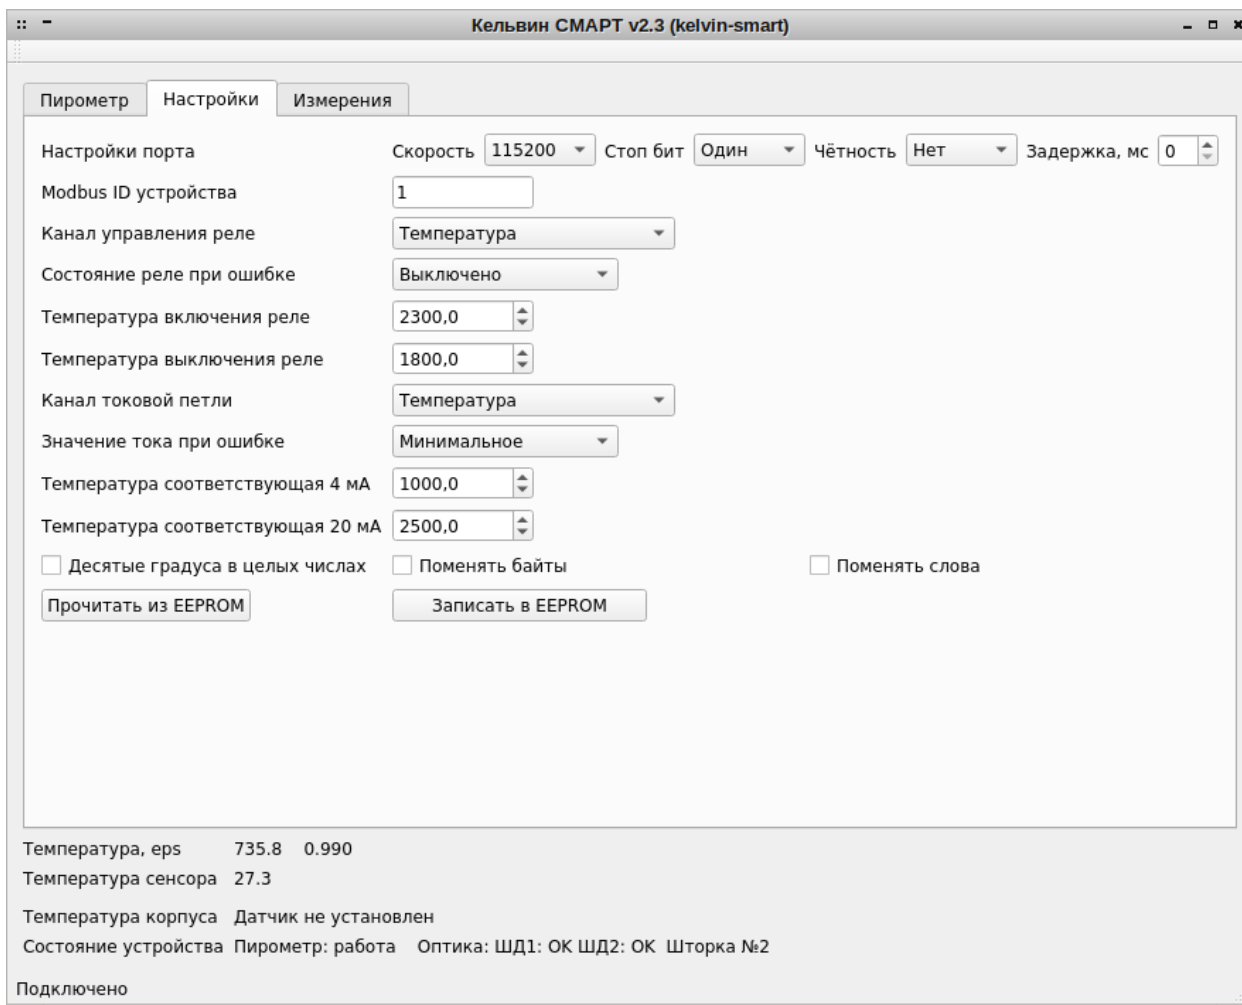 Кельвин СМАРТ v2.3 (kelvin-smart)
Пирометр Настройки Измерения
Настройки порта Скорость 115200 Стоп бит Один Чётность Нет Задержка, мс 0
Modbus ID устройства 1
Канал управления реле Температура
Состояние реле при ошибке Выключено
Температура включения реле 2300,0
Температура выключения реле 1800,0
Канал токовой петли Температура
Значение тока при ошибке Минимальное
Температура соответствующая 4 мА 1000,0
Температура соответствующая 20 мА 2500,0
Десятые градуса в целых числах Поменять байты Поменять слова
Прочитать из EEPROM Записать в EEPROM
Температура, eps 735.8 0.990
Температура сенсора 27.3
Температура корпуса Датчик не установлен
Состояние устройства Пирометр: работа Оптика: ШД1: OK ШД2: OK Шторка №2
Подключено